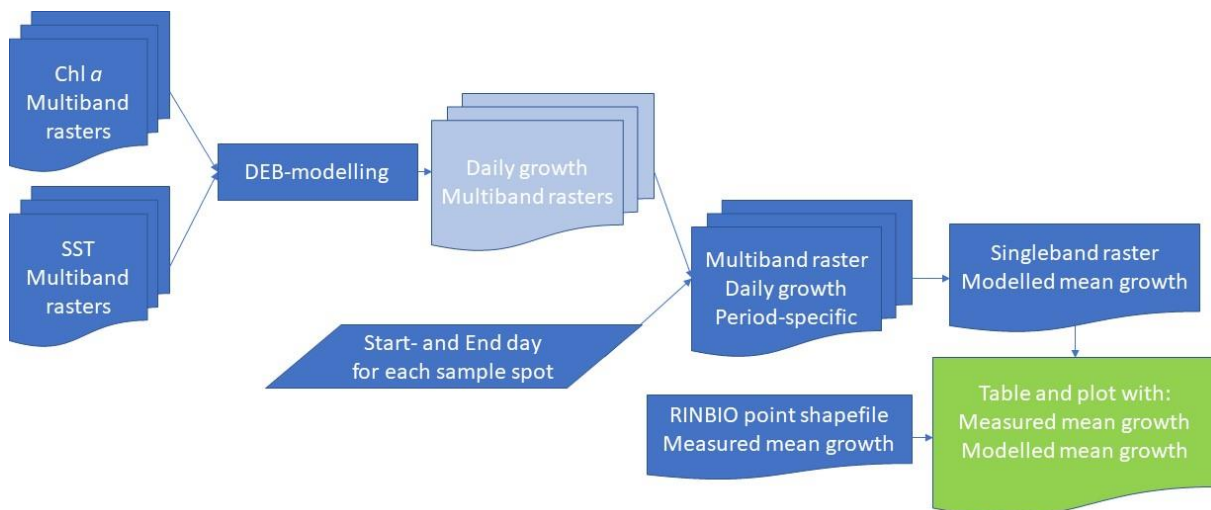 Chl a
Multiband
rasters
SST
Multiband
rasters
DEB-modelling
Daily growth
Multiband rasters
Start- and End day
for each sample spot
Multiband raster
Daily growth
Period-specific
Singleband raster
Modelled mean growth
RINBIO point shapefile
Measured mean growth
Table and plot with:
Measured mean growth
Modelled mean growth